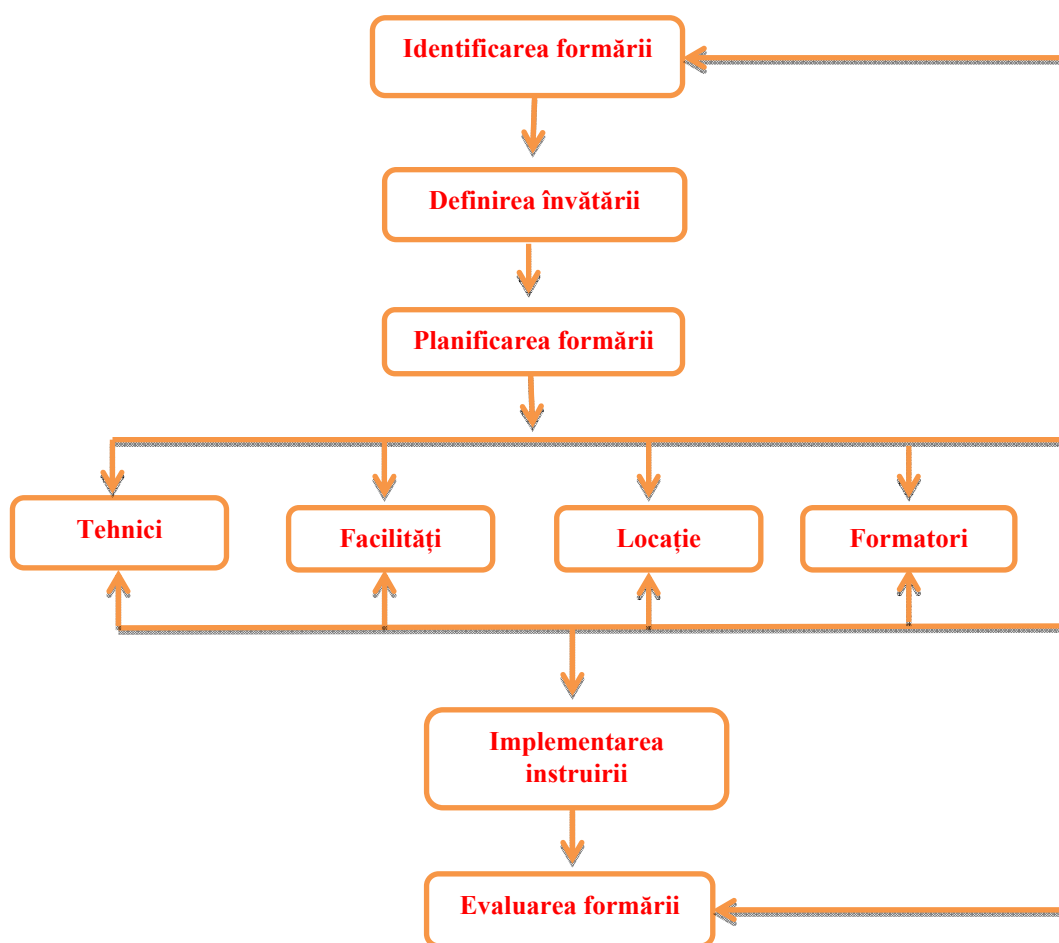 Identificarea formării
Definirea învătării
Planificarea formării
Tehnici
Facilități
Locație
Formatori
Implementarea
instruirii
Evaluarea formării